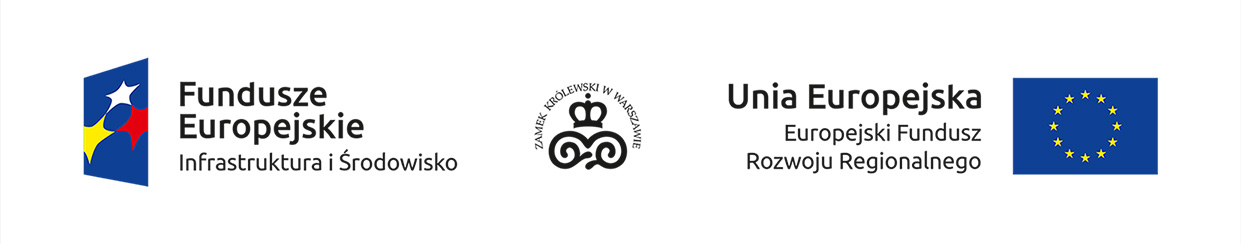 Fundusze
Europejskie
Infrastruktura i Środowisko
ZAMEK KRÓLEWSKI W WARSZAWIE
Unia Europejska
Europejski Fundusz
Rozwoju Regionalnego